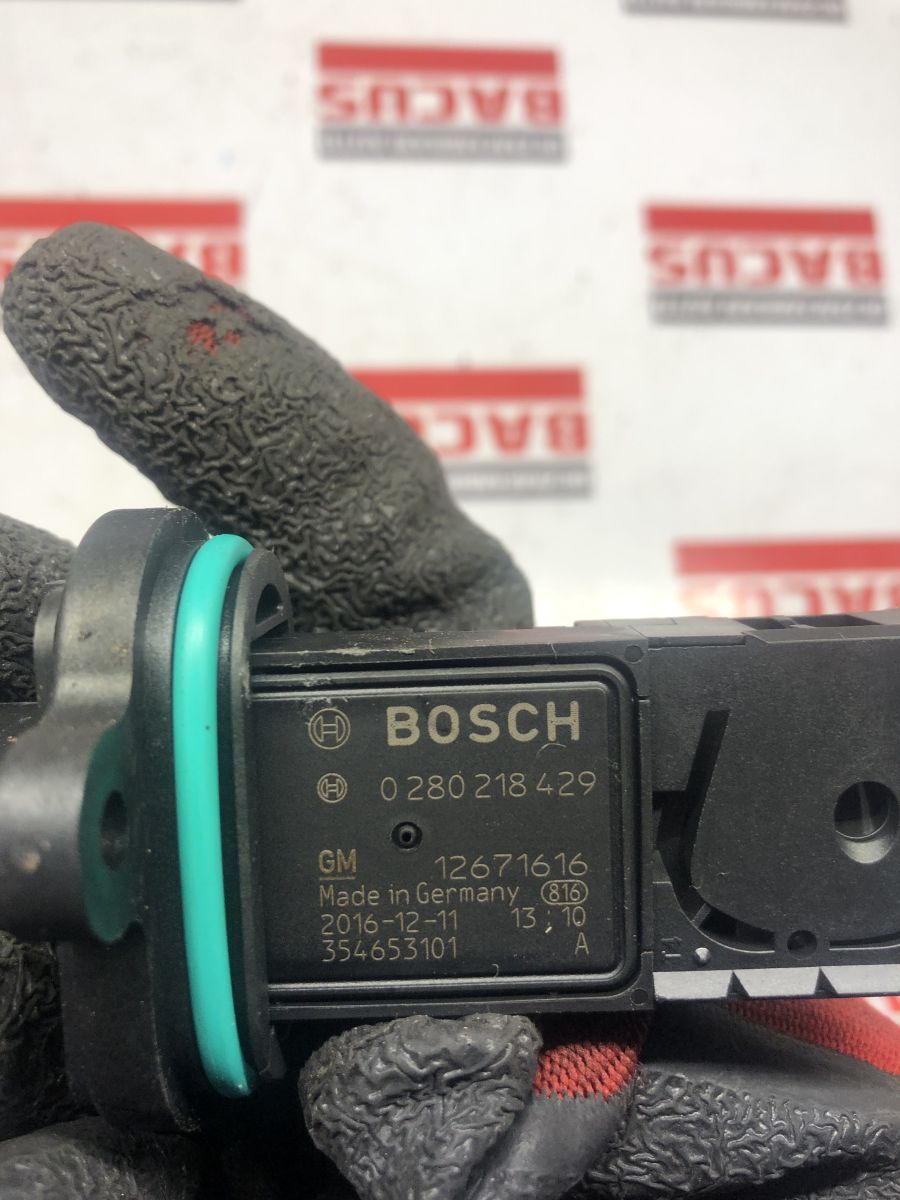 BACUS
BACUS
BACUS
BOSCH
0 280 218 429
GM 12671616
Made in Germany 816
2016-12-11 13:10
354653101 A